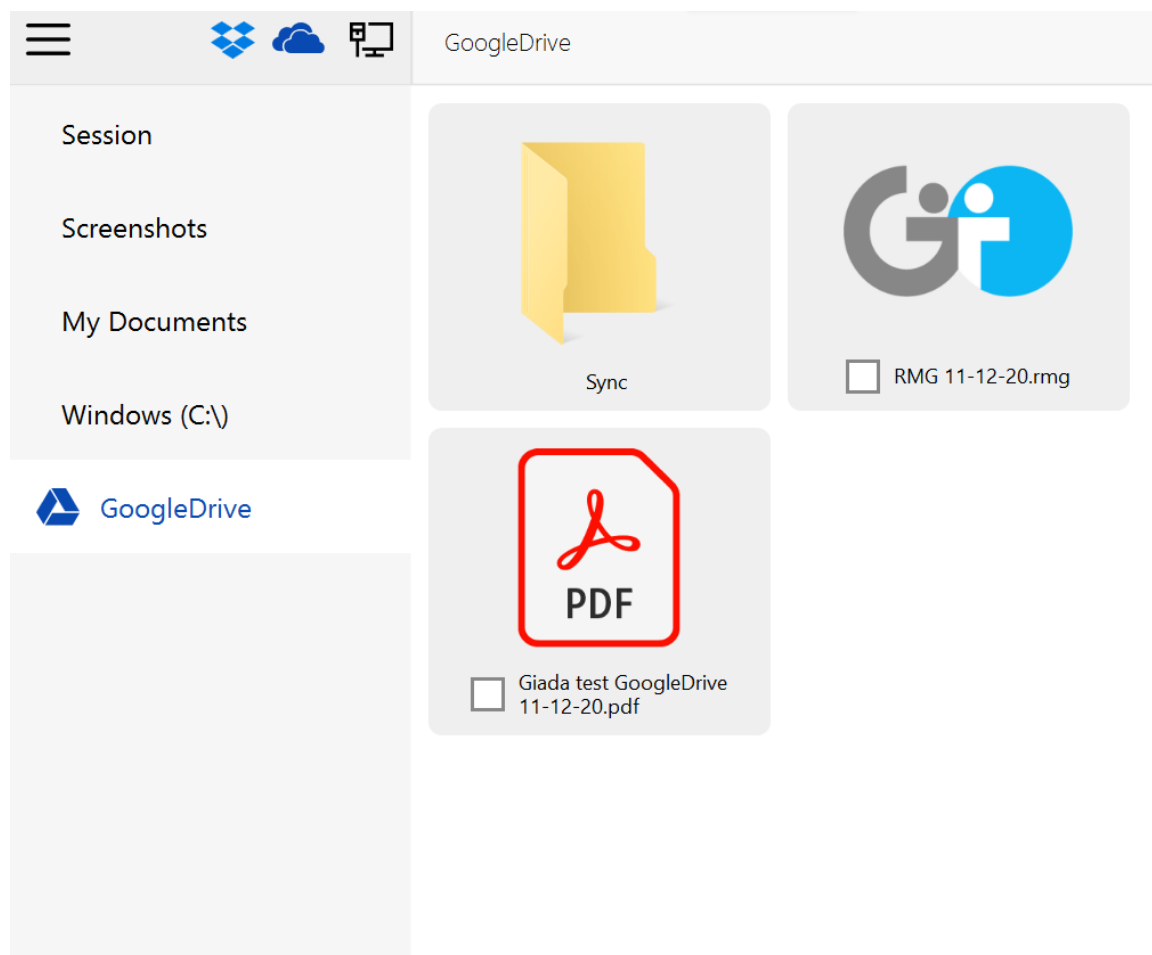 GoogleDrive
Session
Screenshots
My Documents
Windows (C:\)
GoogleDrive
Sync
RMG 11-12-20.rmg
PDF
Giada test GoogleDrive
11-12-20.pdf